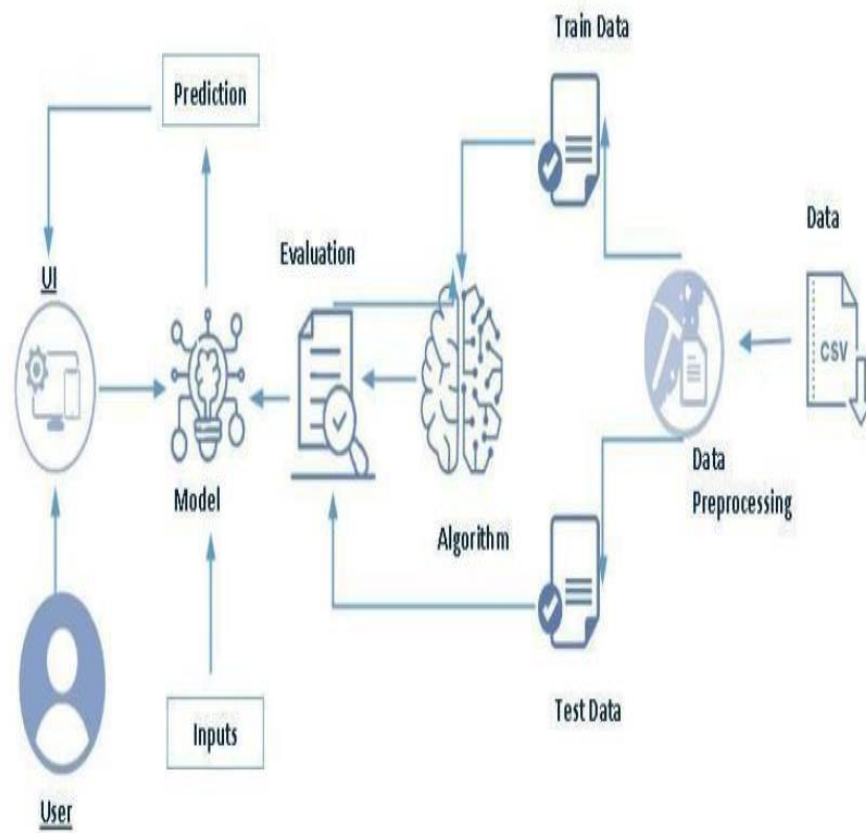 Train Data
Prediction
Data
Evaluation
UI
CSV
Data
Preprocessing
Model
Algorithm
Test Data
Inputs
User